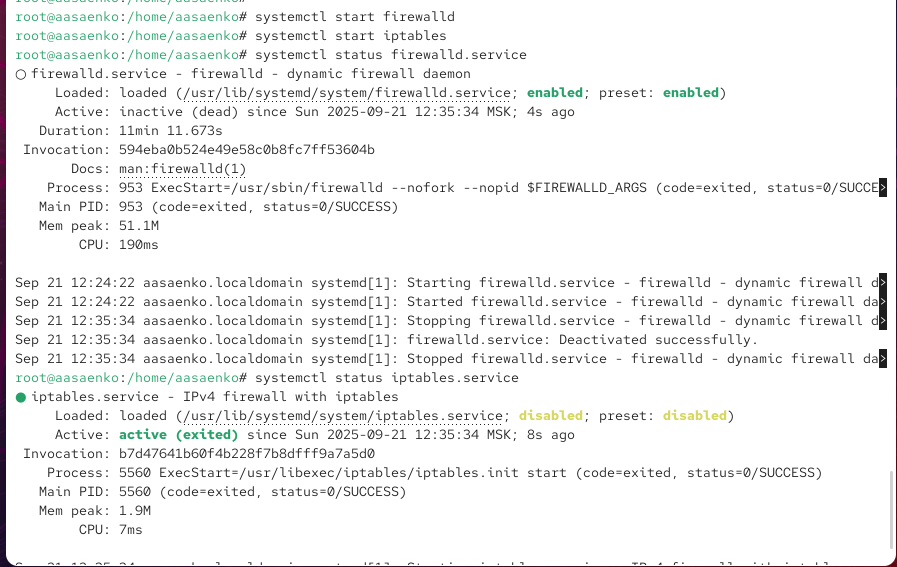 root@aasaenko:/home/aasaenko# systemctl start firewalld
root@aasaenko:/home/aasaenko# systemctl start iptables
root@aasaenko:/home/aasaenko# systemctl status firewalld.service
○ firewalld.service - firewalld - dynamic firewall daemon
Loaded: loaded (/usr/lib/systemd/system/firewalld.service; enabled; preset: enabled)
Active: inactive (dead) since Sun 2025-09-21 12:35:34 MSK; 4s ago
Duration: 11min 11.673s
Invocation: 594eba0b524e49e58c0b8fc7ff53604b
Docs: man:firewalld(1)
Process: 953 ExecStart=/usr/sbin/firewalld --nofork --nopid $FIREWALLD_ARGS (code=exited, status=0/SUCCE>
Main PID: 953 (code=exited, status=0/SUCCESS)
Mem peak: 51.1M
CPU: 190ms
Sep 21 12:24:22 aasaenko.localdomain systemd[1]: Starting firewalld.service - firewalld - dynamic firewall d>
Sep 21 12:24:22 aasaenko.localdomain systemd[1]: Started firewalld.service - firewalld - dynamic firewall da>
Sep 21 12:35:34 aasaenko.localdomain systemd[1]: Stopping firewalld.service - firewalld - dynamic firewall d>
Sep 21 12:35:34 aasaenko.localdomain systemd[1]: firewalld.service: Deactivated successfully.
Sep 21 12:35:34 aasaenko.localdomain systemd[1]: Stopped firewalld.service - firewalld - dynamic firewall da>
root@aasaenko:/home/aasaenko# systemctl status iptables.service
● iptables.service - IPv4 firewall with iptables
Loaded: loaded (/usr/lib/systemd/system/iptables.service; disabled; preset: disabled)
Active: active (exited) since Sun 2025-09-21 12:35:34 MSK; 8s ago
Invocation: b7d47641b60f4b228f7b8dfff9a7a5d0
Process: 5560 ExecStart=/usr/libexec/iptables/iptables.init start (code=exited, status=0/SUCCESS)
Main PID: 5560 (code=exited, status=0/SUCCESS)
Mem peak: 1.9M
CPU: 7ms